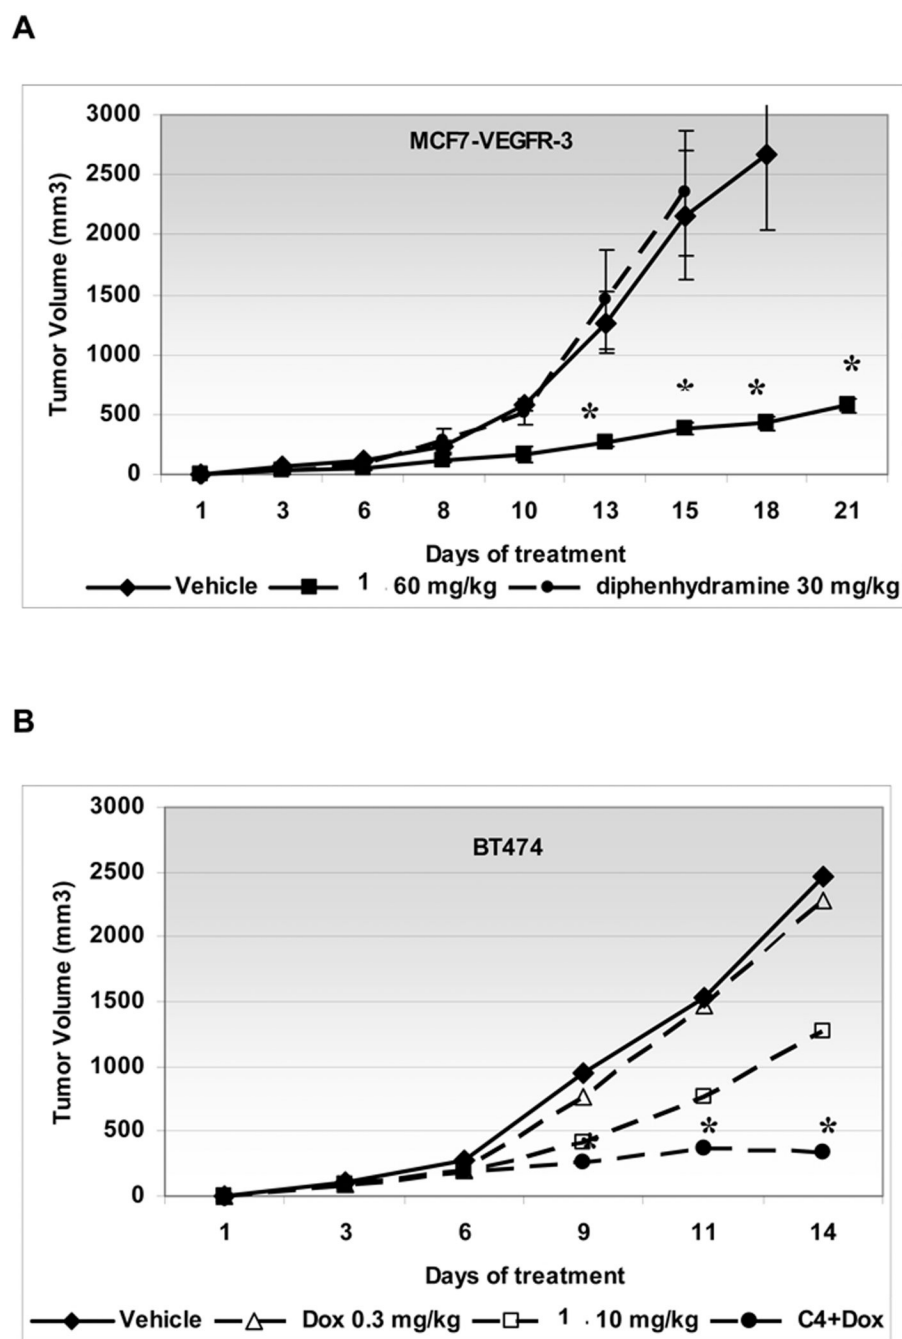 A
MCF7-VEGFR-3
3000
2500
2000
1500
1000
500
0
Tumor Volume (mm3)
* * * *
1 3 6 8 10 13 15 18 21
Days of treatment
Vehicle 1 60 mg/kg diphenhydramine 30 mg/kg
B
BT474
3000
2500
2000
1500
1000
500
0
Tumor Volume (mm3)
* * *
1 3 6 9 11 14
Days of treatment
Vehicle Dox 0.3 mg/kg 1 . 10 mg/kg C4+Dox